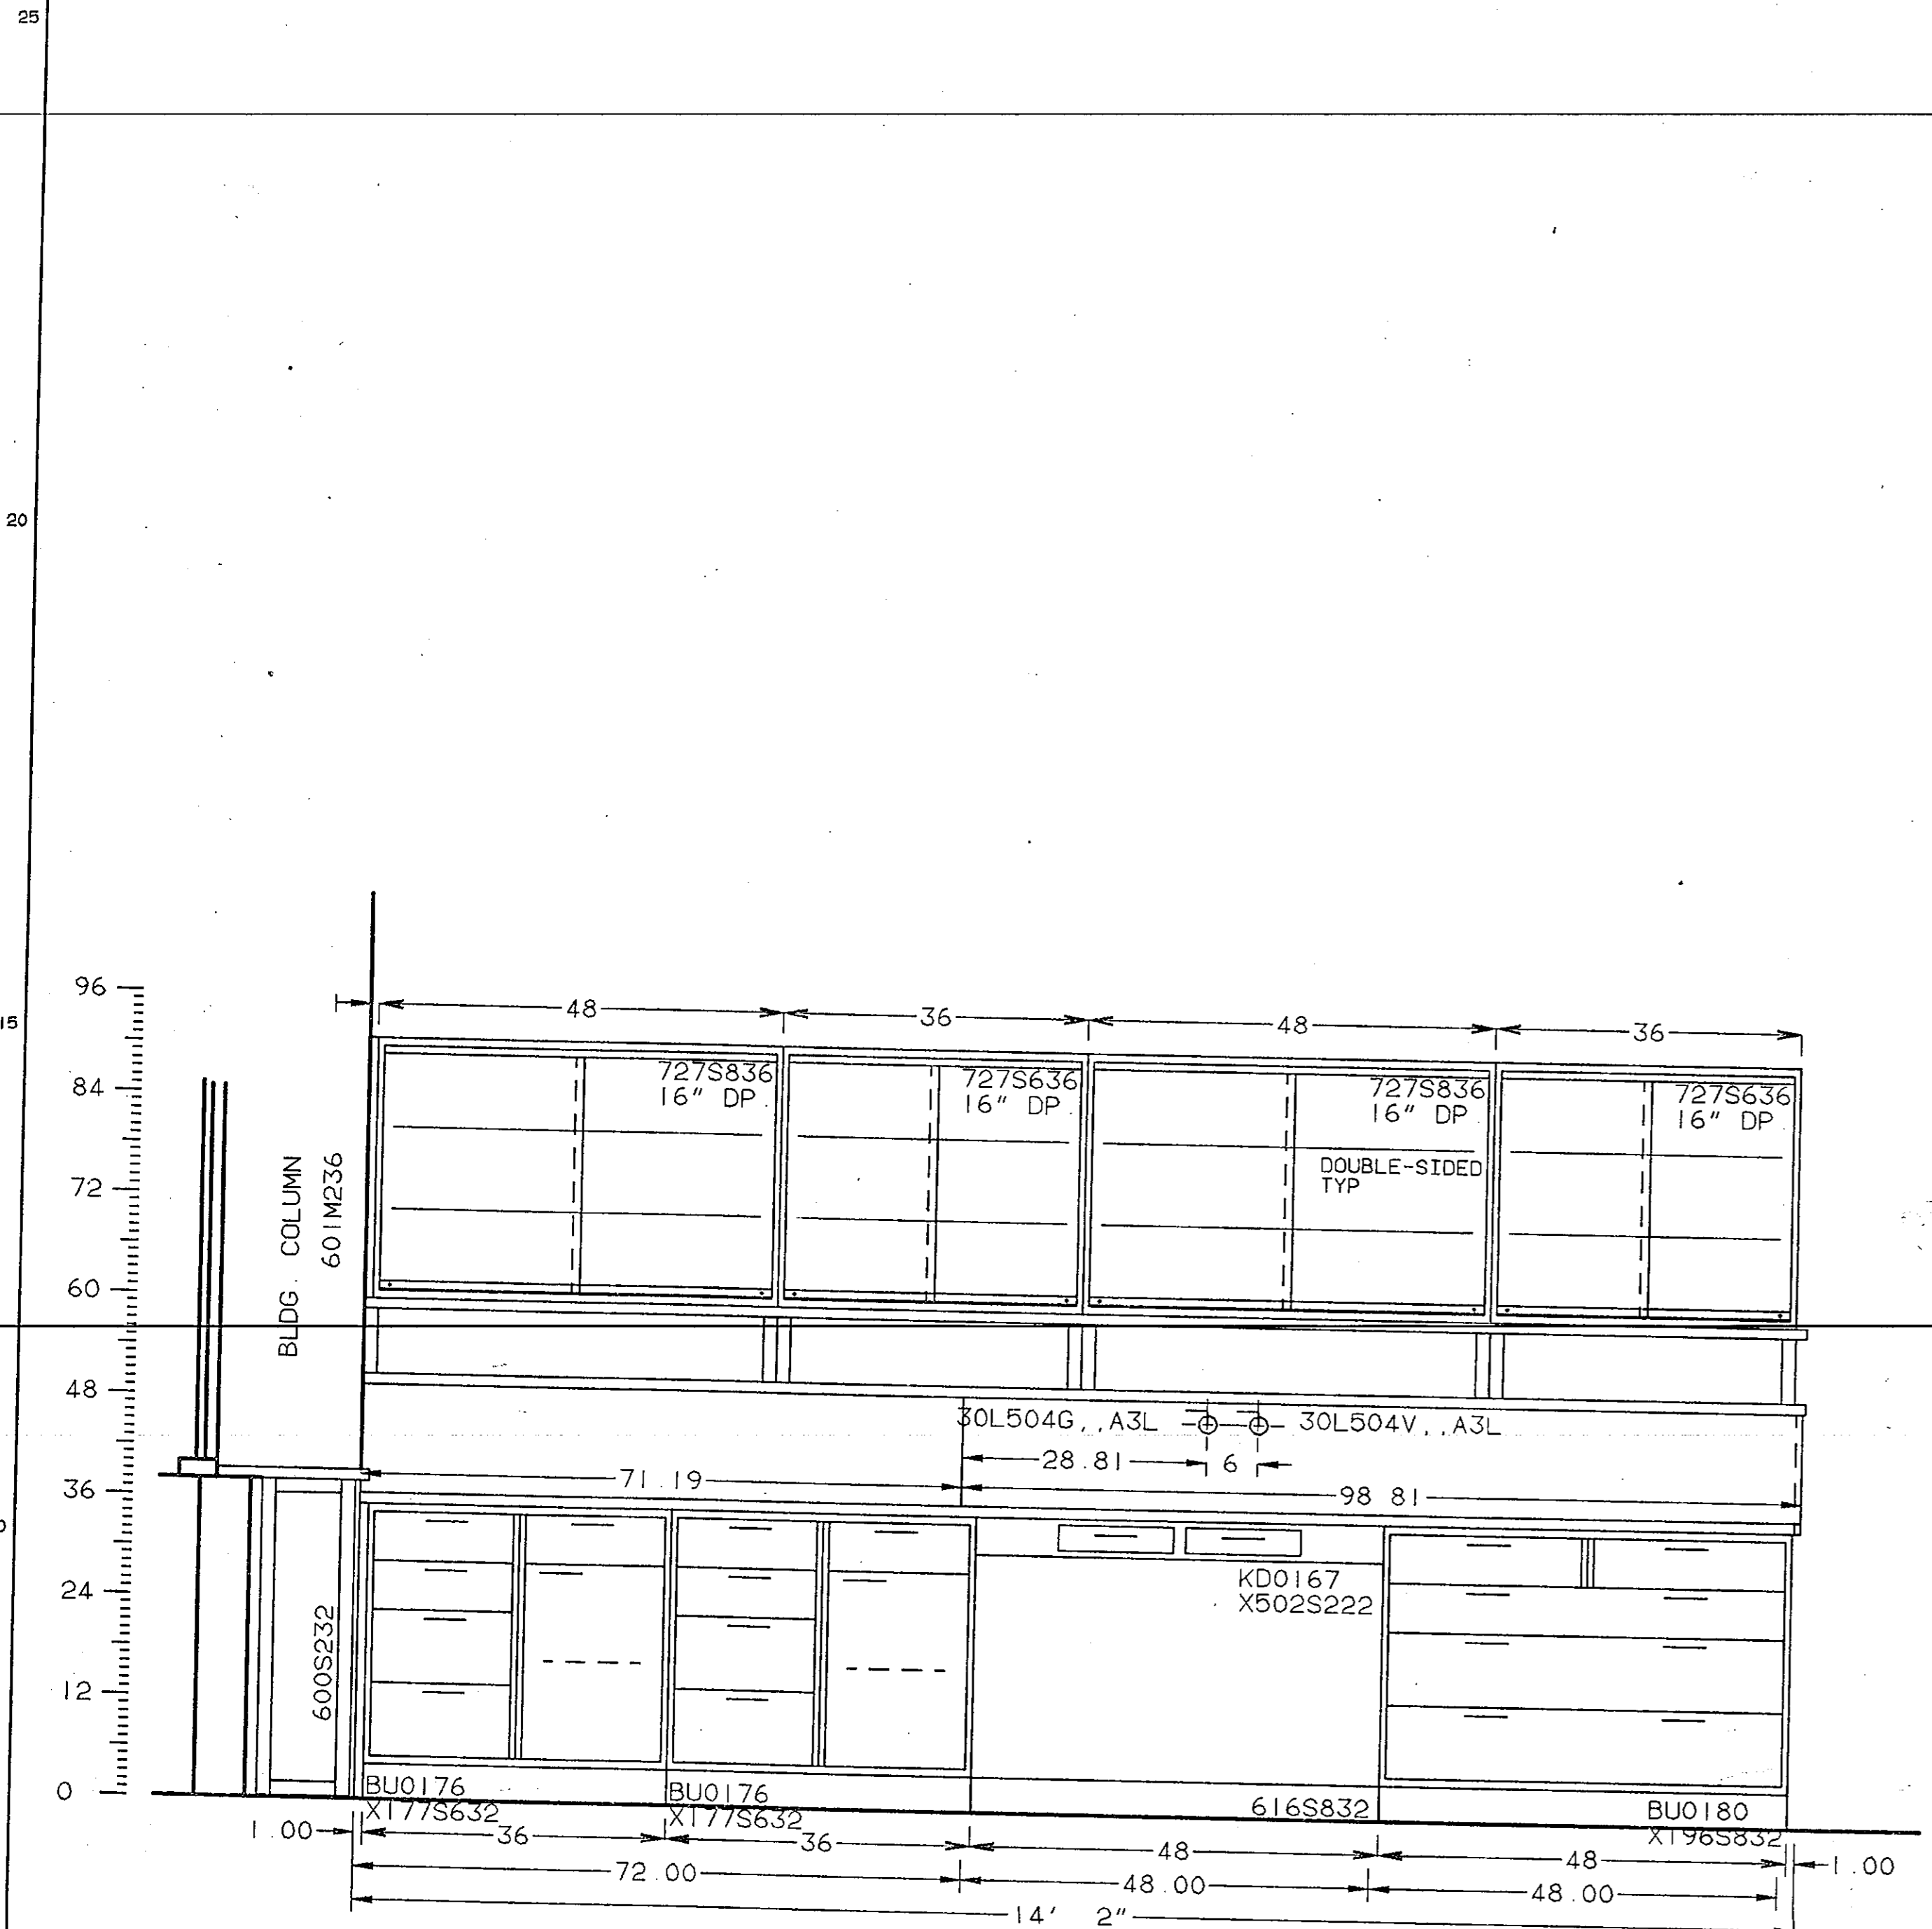 25
20
96
15
48
36
48
36
84
727S836
16" DP.
727S636
16" DP.
727S836
16" DP.
727S636
16" DP.
DOUBLE-SIDED
TYP
72
BLDG. COLUMN
601M236
60
48
30L504G,,A3L
30L504V,,A3L
28.81
6
36
71.19
98 81
24
KD0167
X502S222
600S232
12
0
BU0176
X177S632
BU0176
X177S632
616S832
BU0180
X196S832
1.00
36
36
48
48
1.00
72.00
48.00
48.00
14' 2"